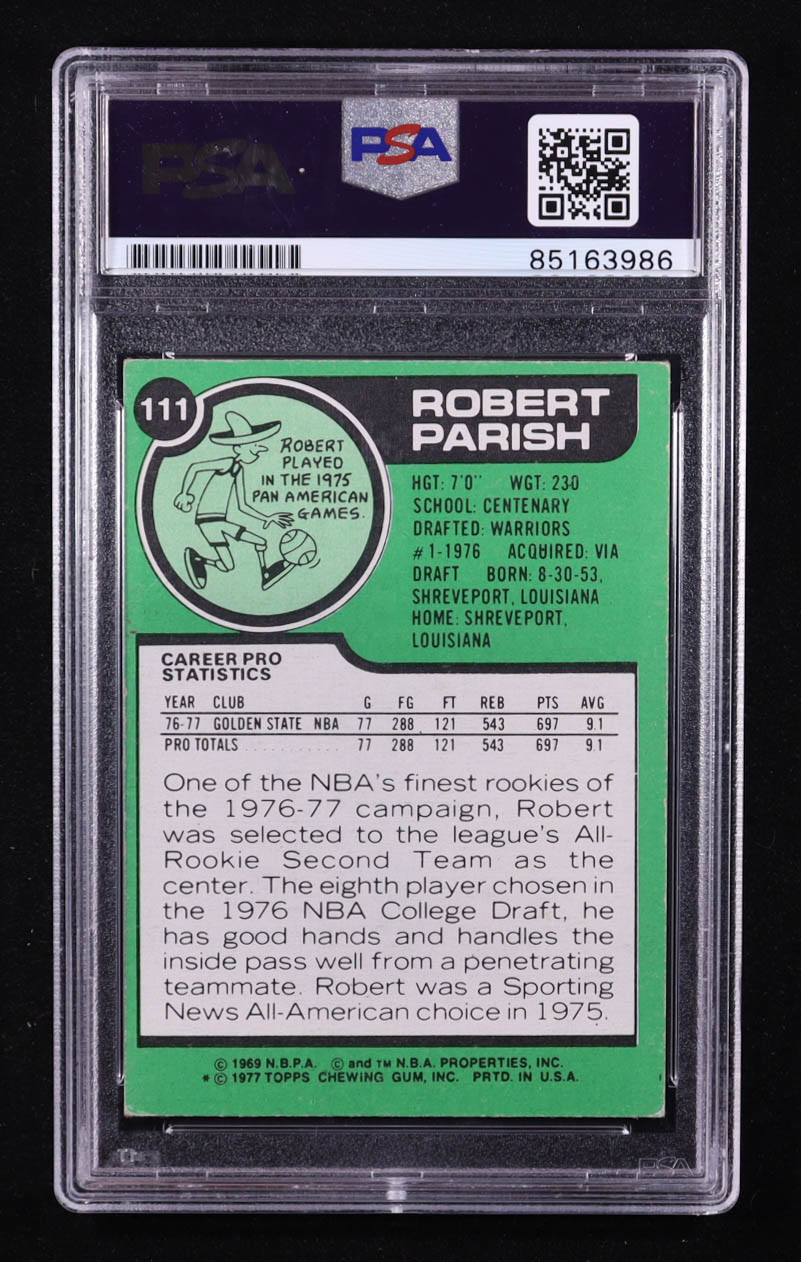 PSA
PSA
85163986
111
ROBERT
PARISH
ROBERT
PLAYED
IN THE 1975
PAN AMERICAN
GAMES.
HGT: 7'0" WGT: 230
SCHOOL: CENTENARY
DRAFTED: WARRIORS
#1-1976 ACQUIRED: VIA
DRAFT BORN: 8-30-53,
SHREVEPORT, LOUISIANA
HOME: SHREVEPORT,
LOUISIANA
CAREER PRO
STATISTICS
YEAR CLUB G FG FT REB PTS AVG
76-77 GOLDEN STATE NBA 77 288 121 543 697 9.1
PRO TOTALS ............ 77 288 121 543 697 9.1
One of the NBA's finest rookies of
the 1976-77 campaign, Robert
was selected to the league's All-
Rookie Second Team as the
center. The eighth player chosen in
the 1976 NBA College Draft, he
has good hands and handles the
inside pass well from a penetrating
teammate. Robert was a Sporting
News All-American choice in 1975.
© 1969 N.B.P.A. © and TM N.B.A. PROPERTIES, INC.
* © 1977 TOPPS CHEWING GUM, INC. PRTD. IN U.S.A.
PSA